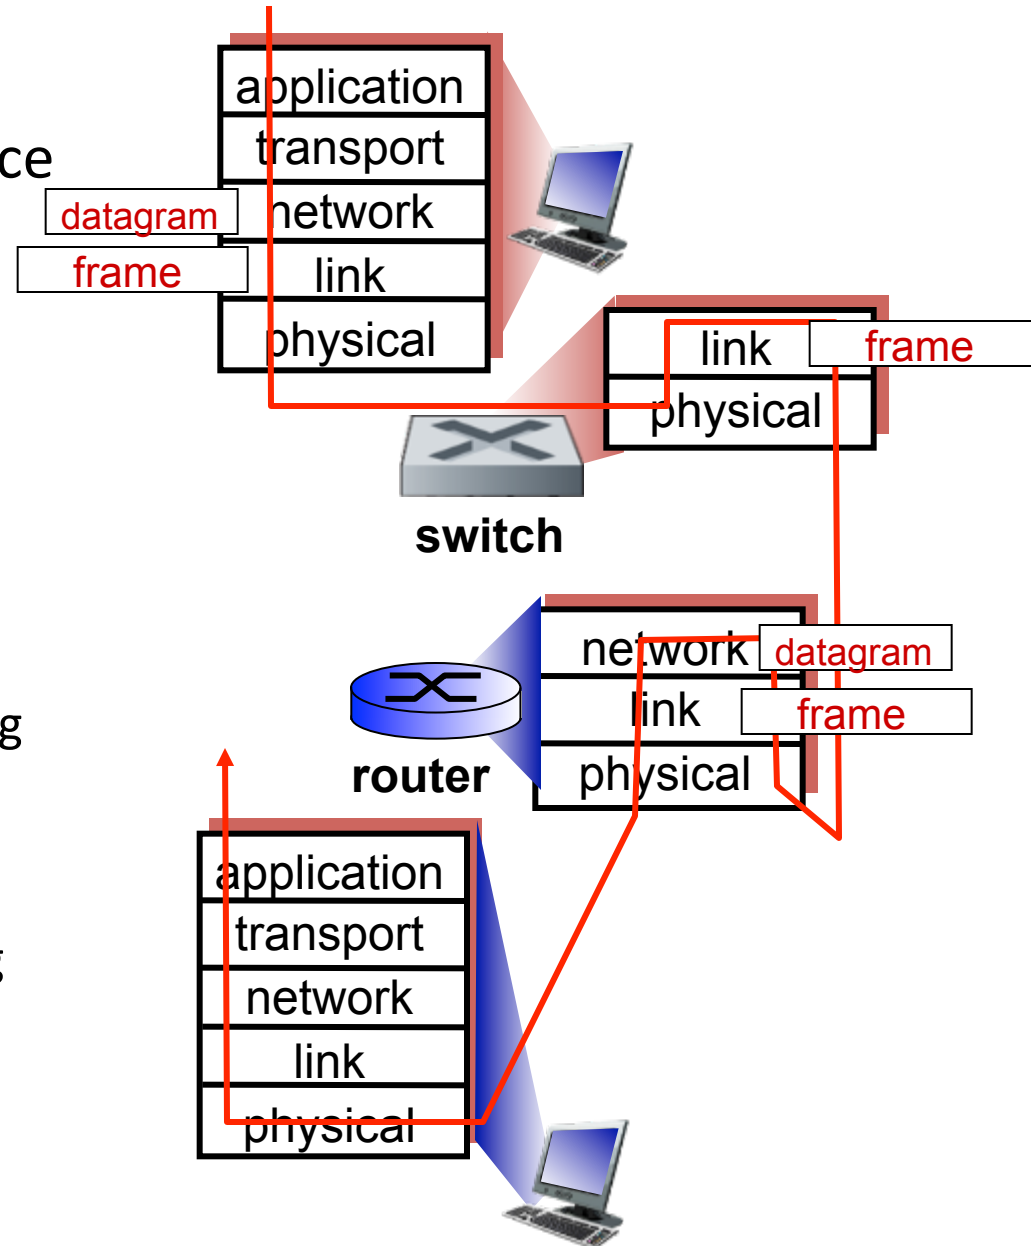 application
ce
transport
datagram
network
frame
link
physical
link
frame
physical
switch
network
datagram
link
frame
g
router
physical
application
transport
g
network
link
physical